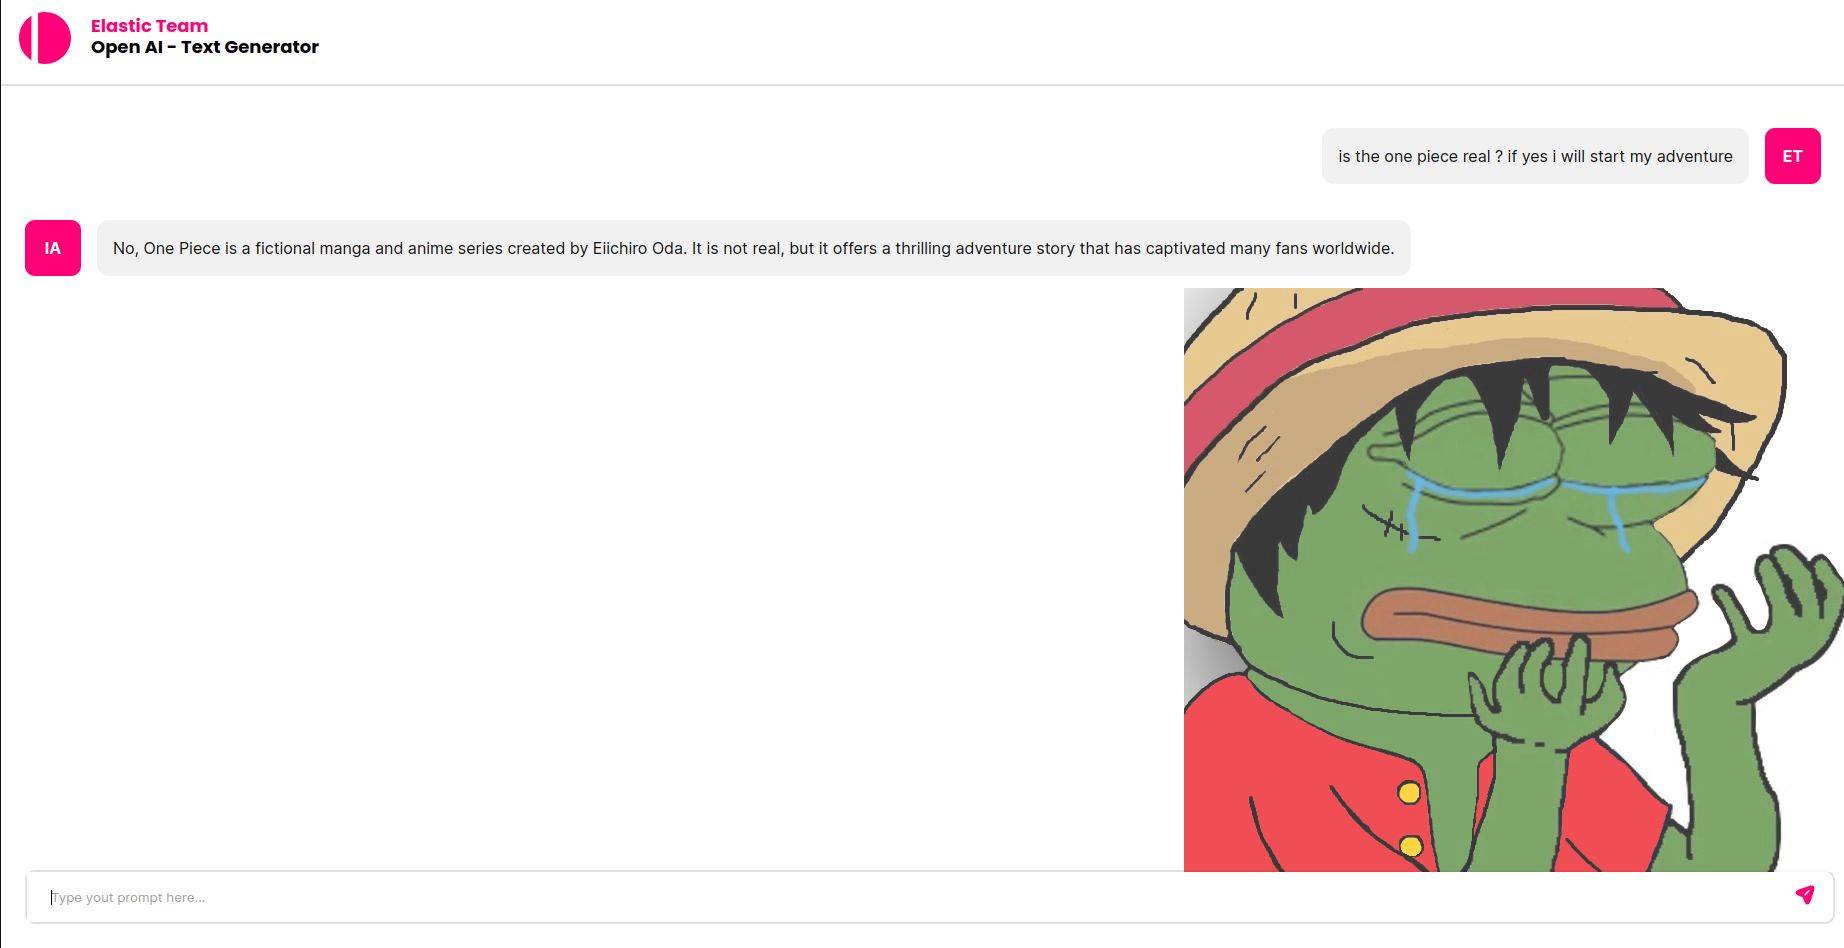 Elastic Team
Open AI - Text Generator
is the one piece real ? if yes i will start my adventure
ET
IA
No, One Piece is a fictional manga and anime series created by Eiichiro Oda. It is not real, but it offers a thrilling adventure story that has captivated many fans worldwide.
Type yout prompt here...